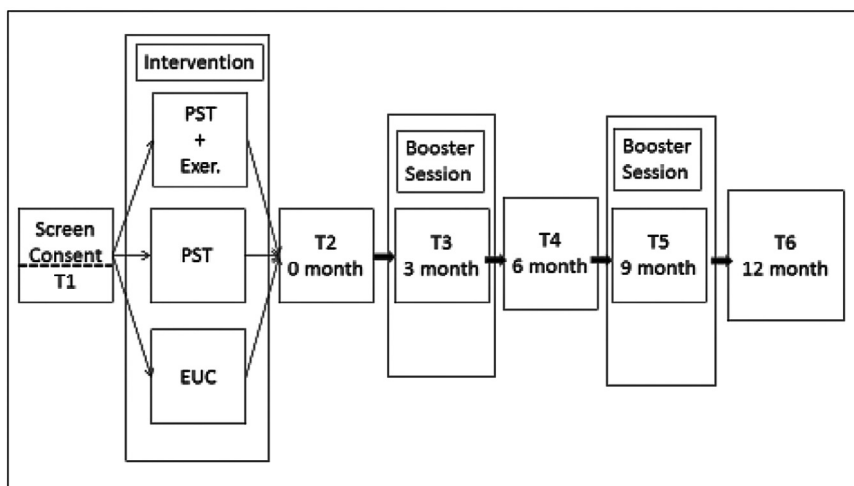 Intervention
PST
+
Exer.
PST
EUC
Screen
Consent
T1
T2
0 month
Booster
Session
T3
3 month
T4
6 month
Booster
Session
T5
9 month
T6
12 month